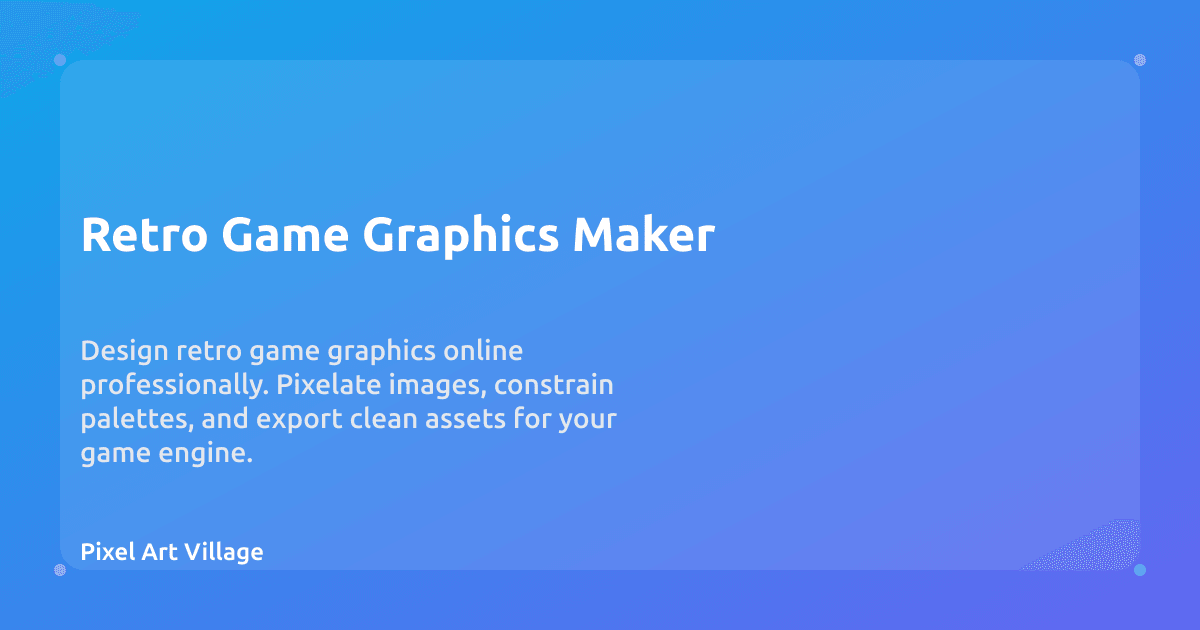 Retro Game Graphics Maker
Design retro game graphics online
professionally. Pixelate images, constrain
palettes, and export clean assets for your
game engine.
Pixel Art Village